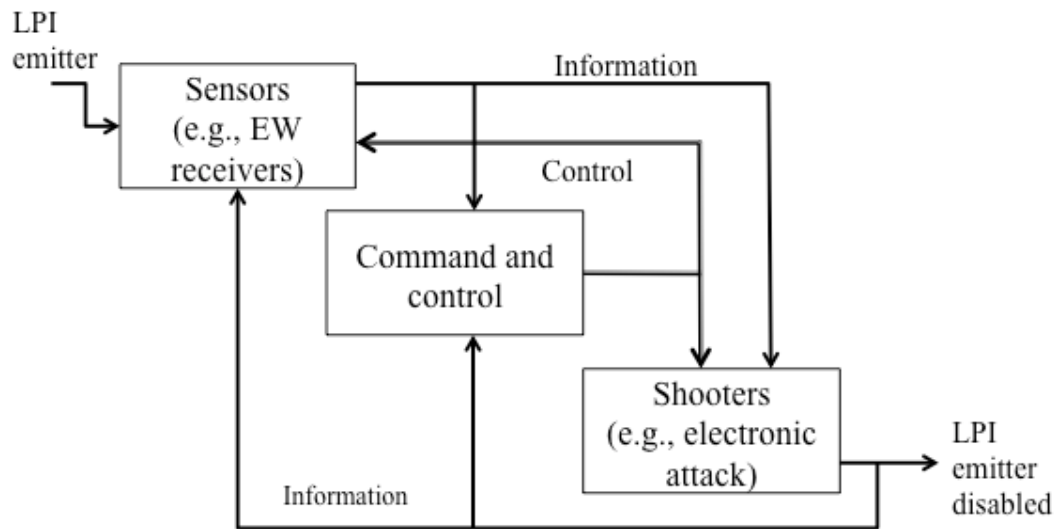 LPI
emitter
Sensors
(e.g., EW
receivers)
Information
Control
Command and
control
Shooters
(e.g., electronic
attack)
LPI
emitter
disabled
Information